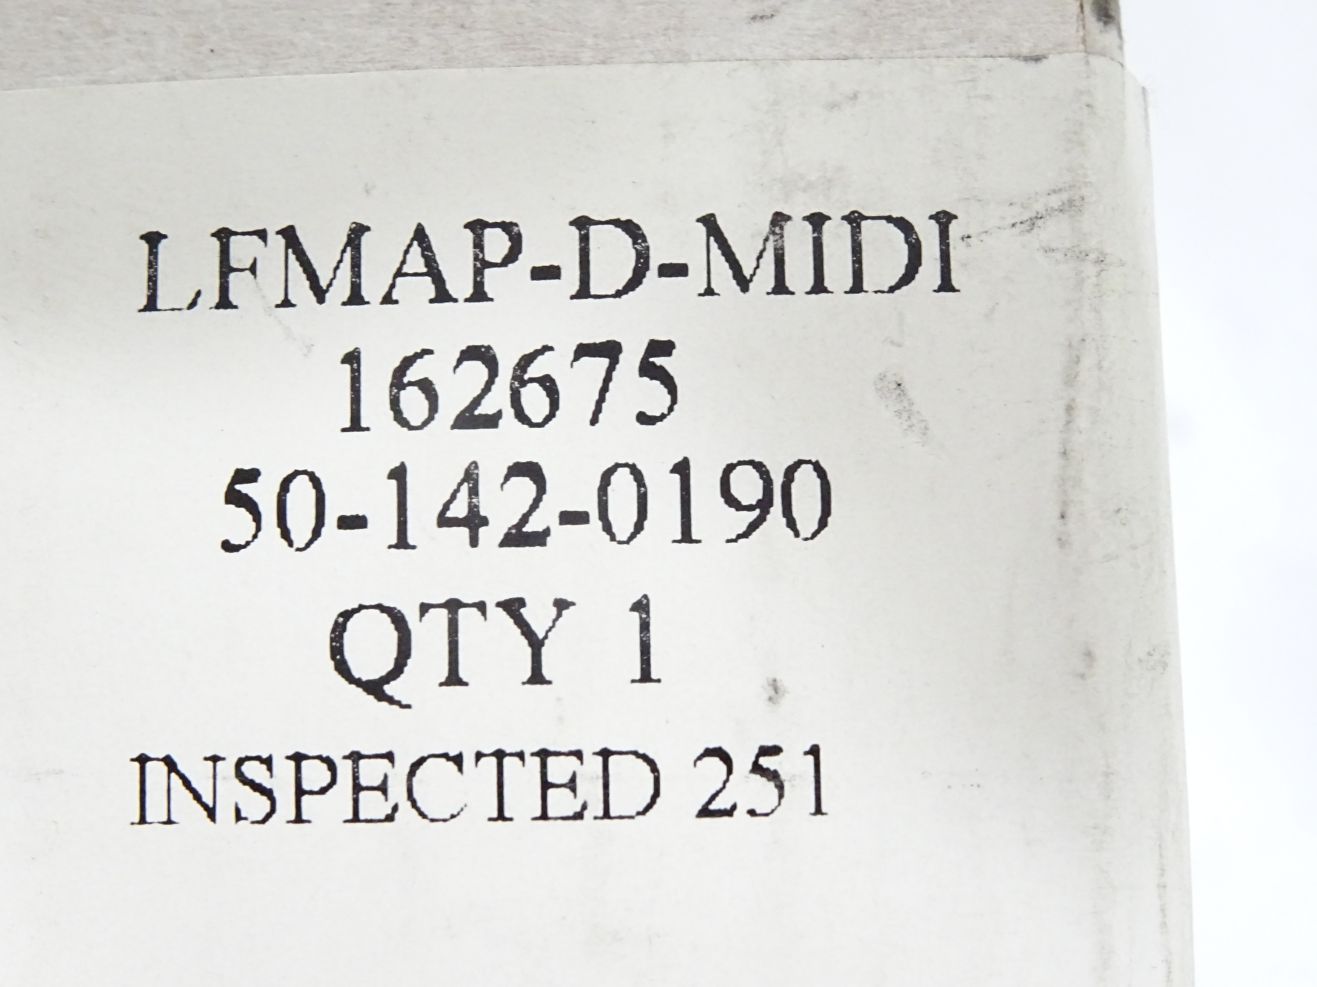 LFMAP-D-MIDI
162675
50-142-0190
QTY 1
INSPECTED 251